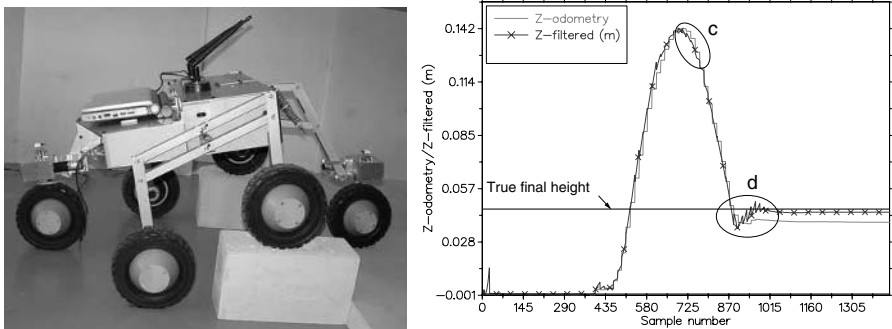 Z-odometry/Z-filtered (m)
0.142
0.114
0.085
0.057
0.028
-0.001
Z-odometry
Z-filtered (m)
c
True final height
d
0 145 290 435 580 725 870 1015 1160 1305
Sample number